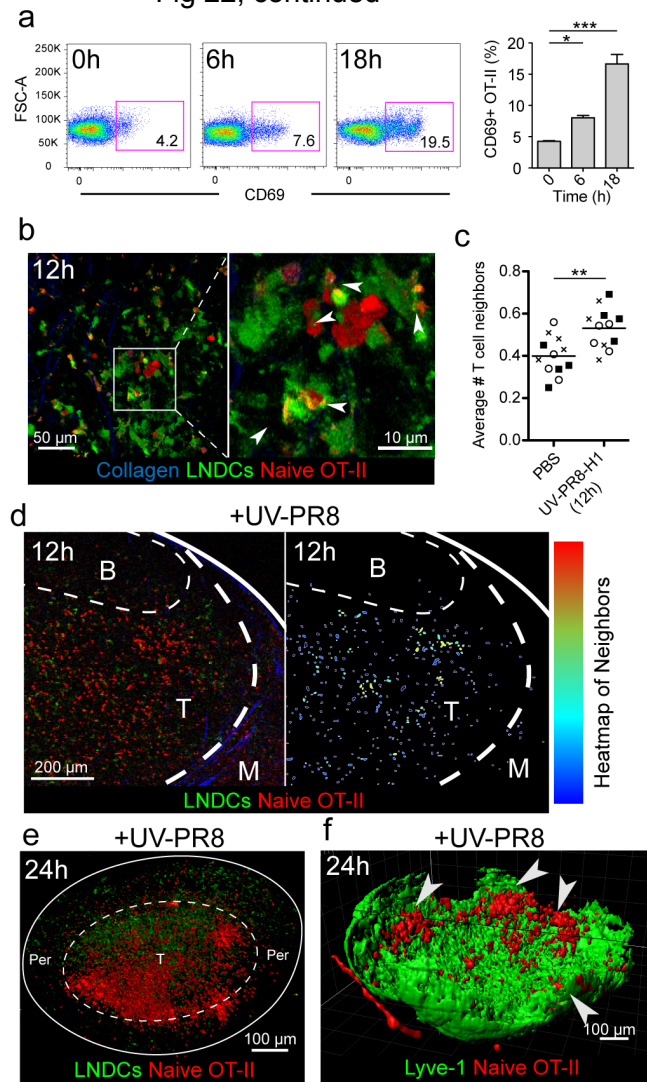 Fig E2, continued
a
0h
6h
18h
FSC-A
250K
200K
150K
100K
50K
0
4.2
7.6
19.5
0
0
0
CD69
CD69+ OT-II (%)
20
15
10
5
0
*
***
0
6
18
Time (h)
b
12h
50 µm
10 µm
Collagen LNDCs Naive OT-II
c
Average # T cell neighbors
0.8
0.6
0.4
0.2
0.0
**
PBS
UV-PR8-H1
(12h)
d
+UV-PR8
12h
B
T
M
200 µm
12h
B
T
M
LNDCs Naive OT-II
Heatmap of Neighbors
e
+UV-PR8
24h
Per
T
Per
100 µm
LNDCs Naive OT-II
f
+UV-PR8
24h
100 µm
Lyve-1 Naive OT-II